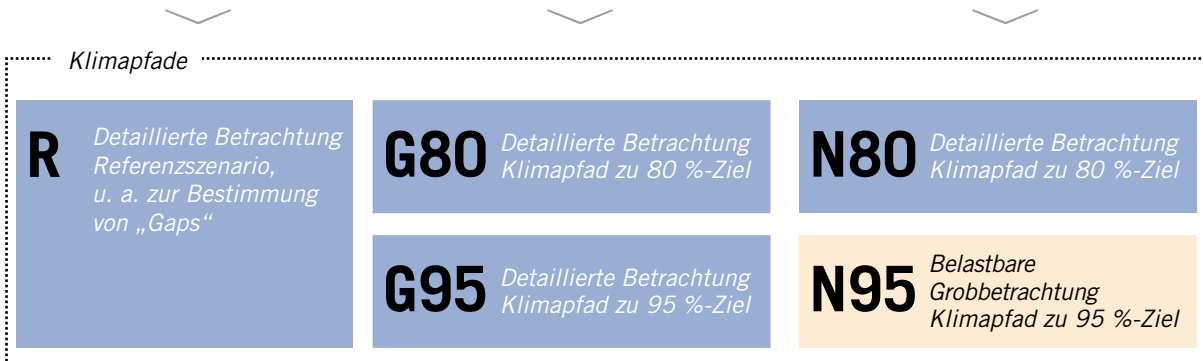 Klimapfade
R
Detaillierte Betrachtung
Referenzszenario,
u. a. zur Bestimmung
von „Gaps“
G80
Detaillierte Betrachtung
Klimapfad zu 80 %-Ziel
N80
Detaillierte Betrachtung
Klimapfad zu 80 %-Ziel
G95
Detaillierte Betrachtung
Klimapfad zu 95 %-Ziel
N95
Belastbare
Grobbetrachtung
Klimapfad zu 95 %-Ziel